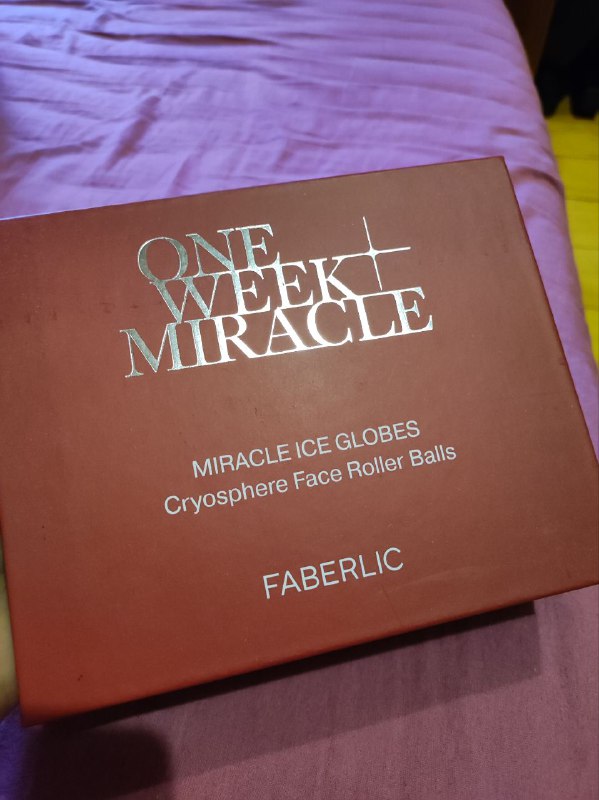 ONE
WEEK
MIRACLE
MIRACLE ICE GLOBES
Cryosphere Face Roller Balls
FABERLIC